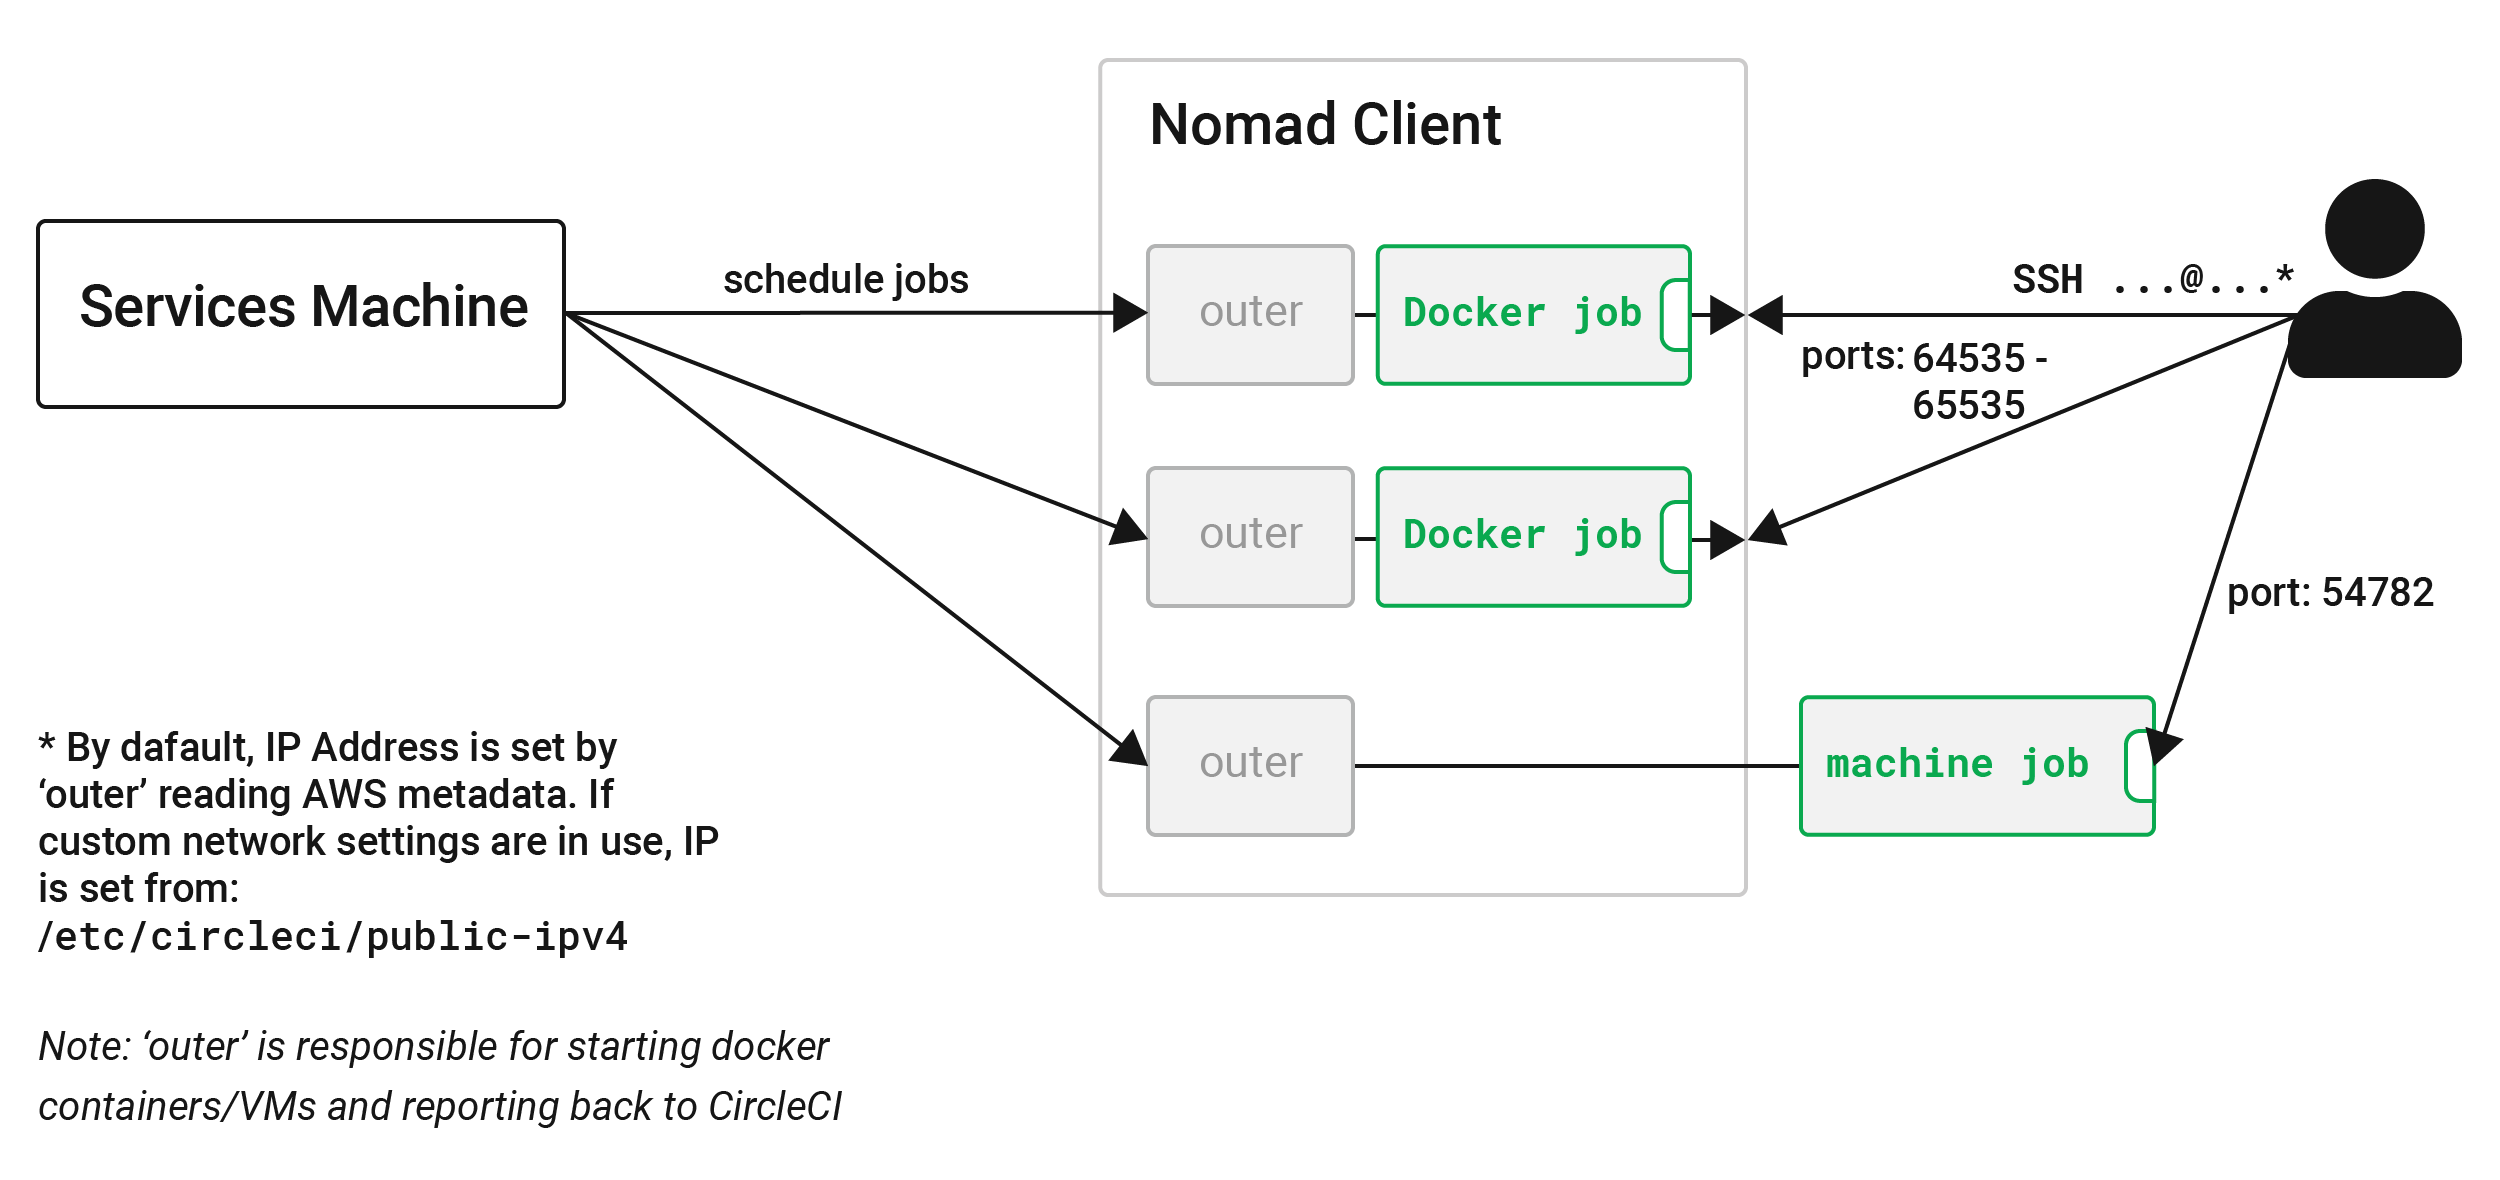 Nomad Client
Services Machine
schedule jobs
outer
Docker job
SSH ...@...*
ports: 64535 -
65535
outer
Docker job
port: 54782
outer
machine job
* By dafault, IP Address is set by
‘outer’ reading AWS metadata. If
custom network settings are in use, IP
is set from:
/etc/circleci/public-ipv4
Note: ‘outer’ is responsible for starting docker
containers/VMs and reporting back to CircleCI